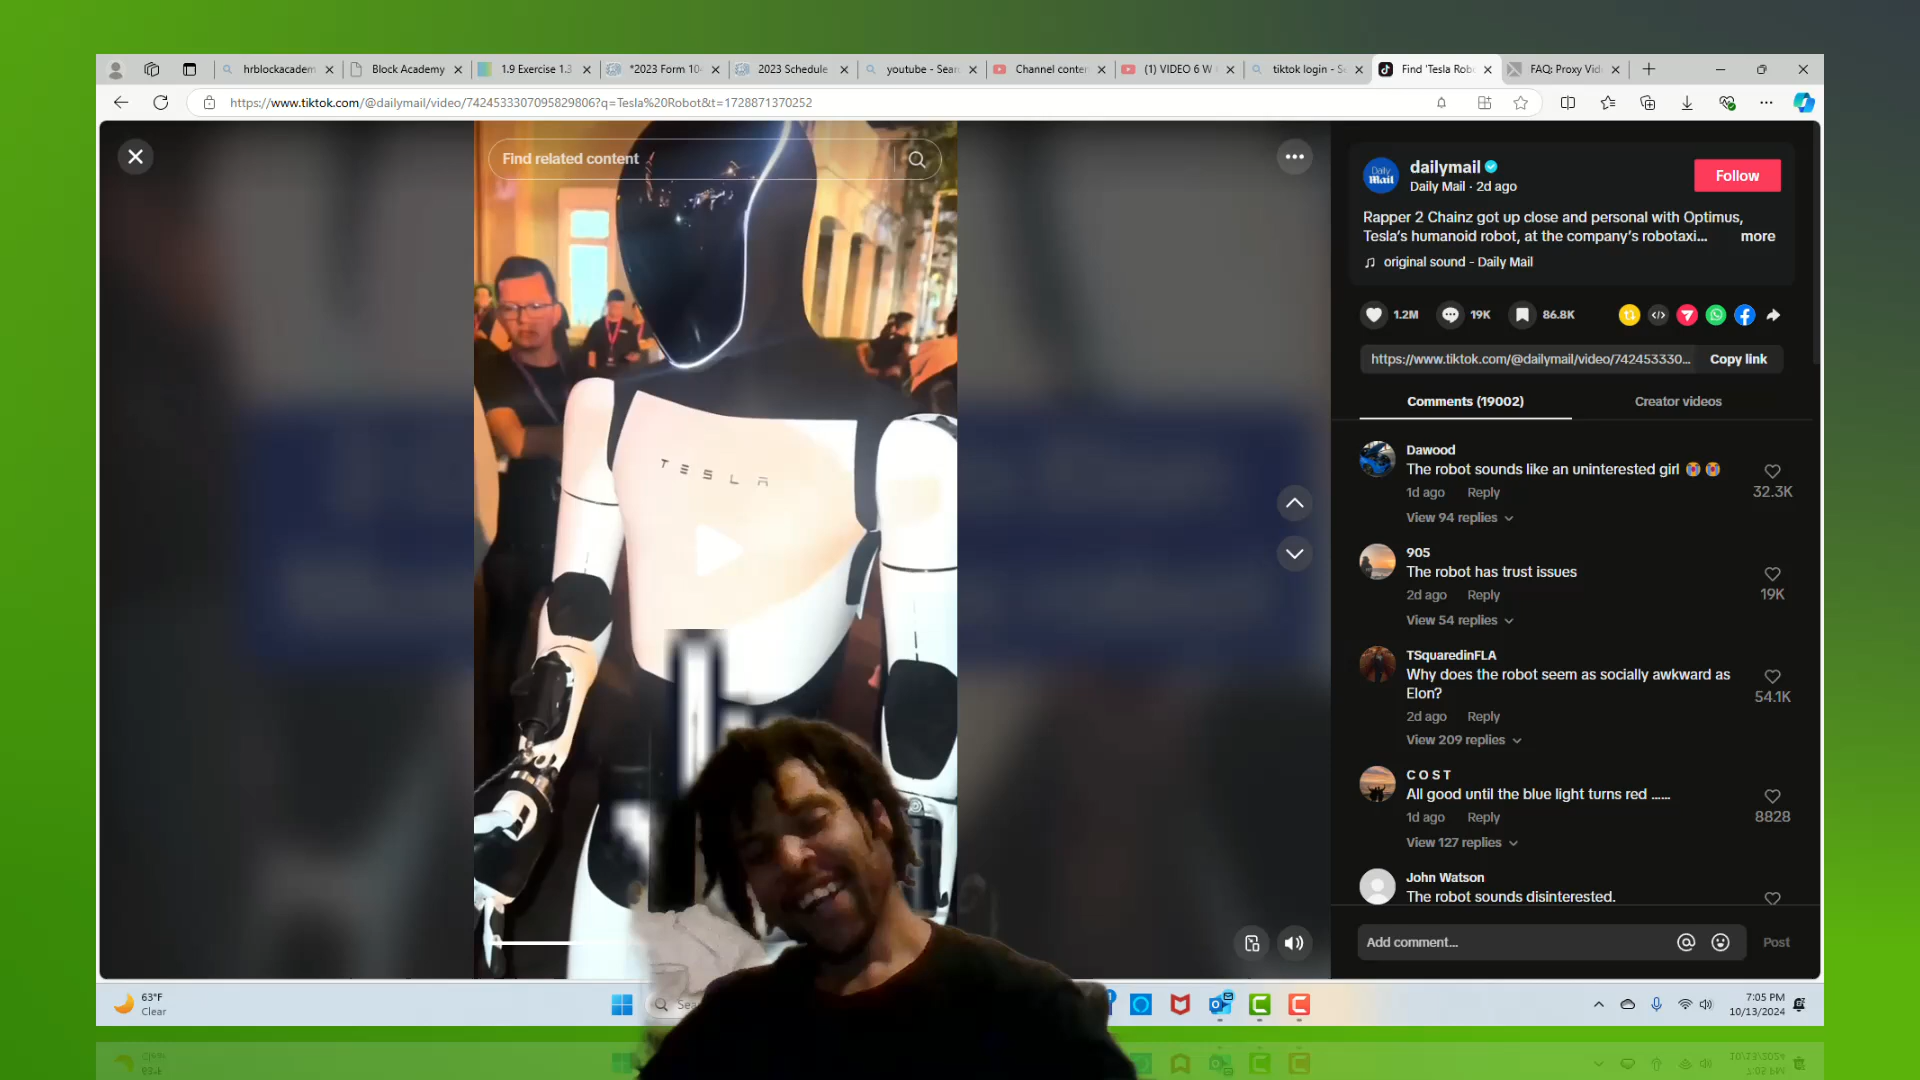 hrblockacadem
Block Academy
1.9 Exercise 1.3
*2023 Form 10
2023 Schedule
youtube - Sear
Channel conten
(1) VIDEO 6 W
tiktok login - S
Find 'Tesla Rob
FAQ: Proxy Vid
https://www.tiktok.com/@dailymail/video/7424533307095829806?q=Tesla%20Robot&t=1728871370252
Find related content
TESLA
Daily
Mail
dailymail
Daily Mail · 2d ago
Follow
Rapper 2 Chainz got up close and personal with Optimus,
Tesla's humanoid robot, at the company's robotaxi... more
original sound - Daily Mail
1.2M
19K
86.8K
https://www.tiktok.com/@dailymail/video/742453330...
Copy link
Comments (19002)
Creator videos
Dawood
The robot sounds like an uninterested girl 😭😭
1d ago Reply
32.3K
View 94 replies
905
The robot has trust issues
2d ago Reply
19K
View 54 replies
TSquaredinFLA
Why does the robot seem as socially awkward as
Elon?
2d ago Reply
54.1K
View 209 replies
C O S T
All good until the blue light turns red ......
1d ago Reply
8828
View 127 replies
John Watson
The robot sounds disinterested.
Add comment...
Post
63°F
Clear
Sea
7:05 PM
10/13/2024